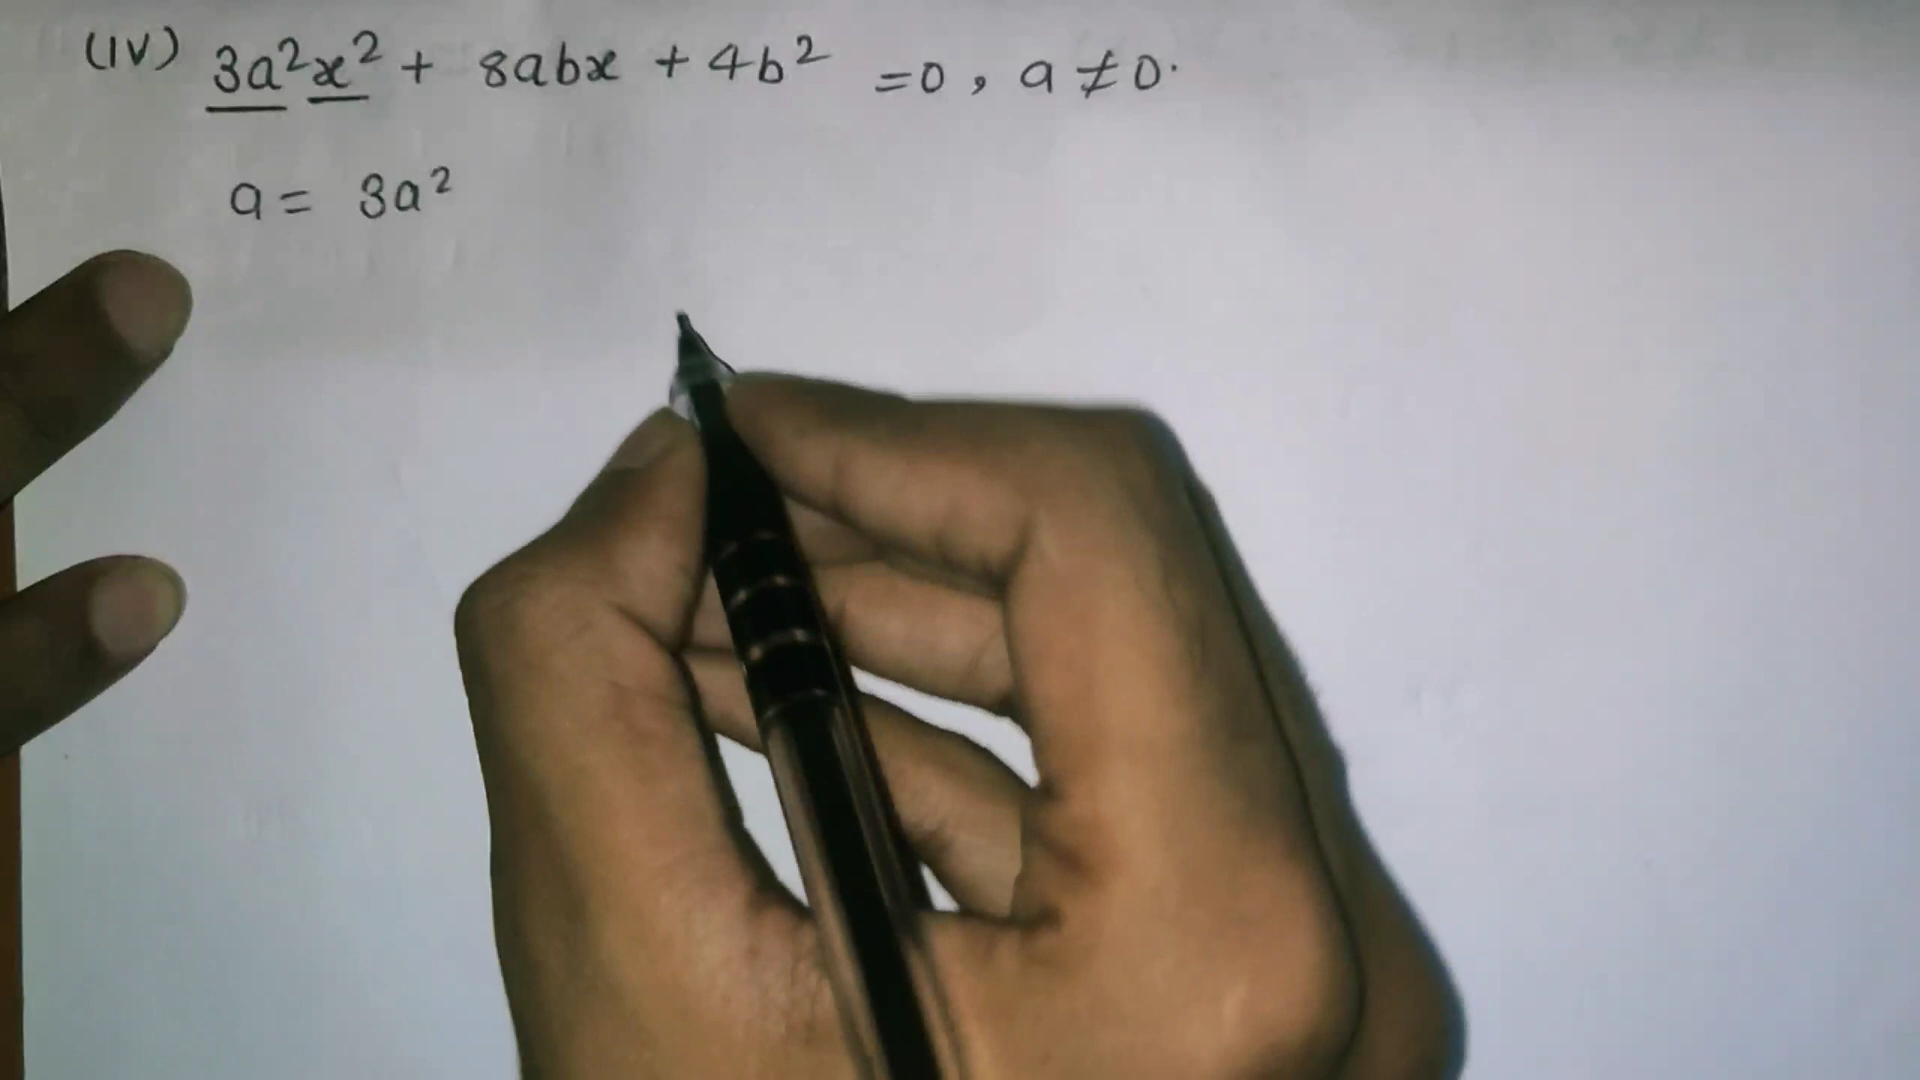 (IV) 3a²x² + 8abx + 4b² =0, a ≠ 0.
a = 3a²